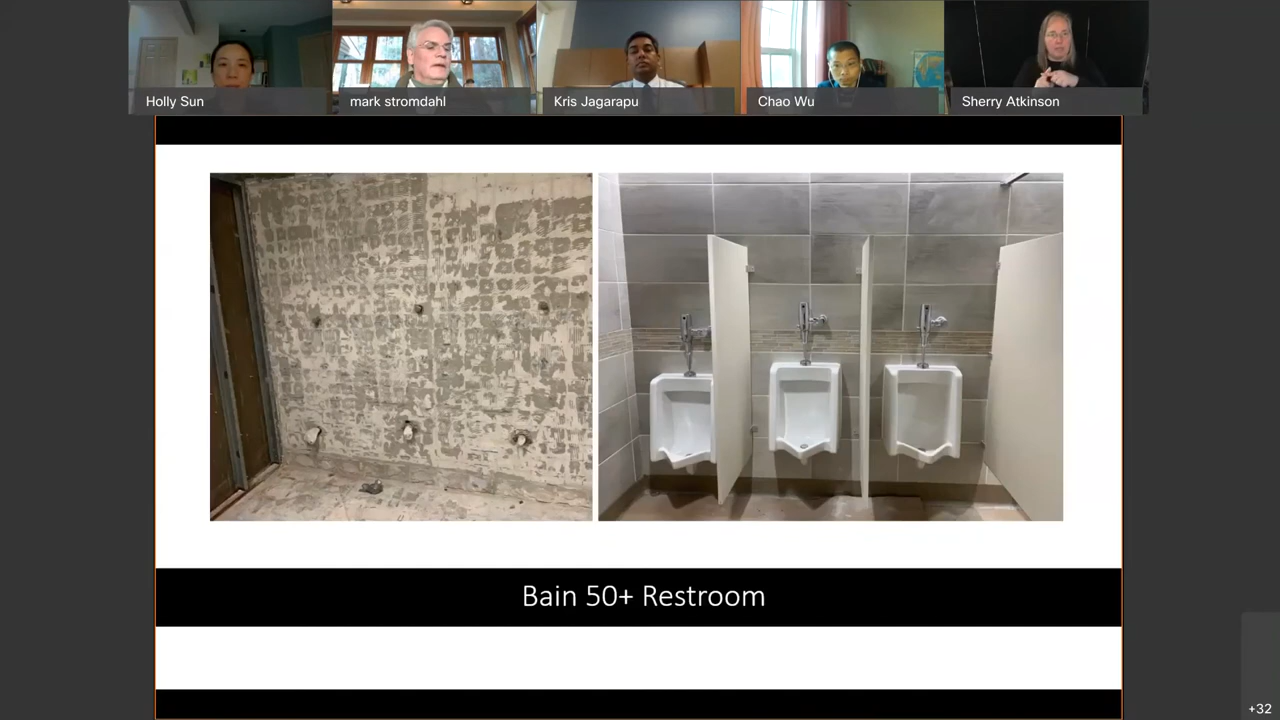 Holly Sun
mark stromdahl
Kris Jagarapu
Chao Wu
Sherry Atkinson
Bain 50+ Restroom
+32